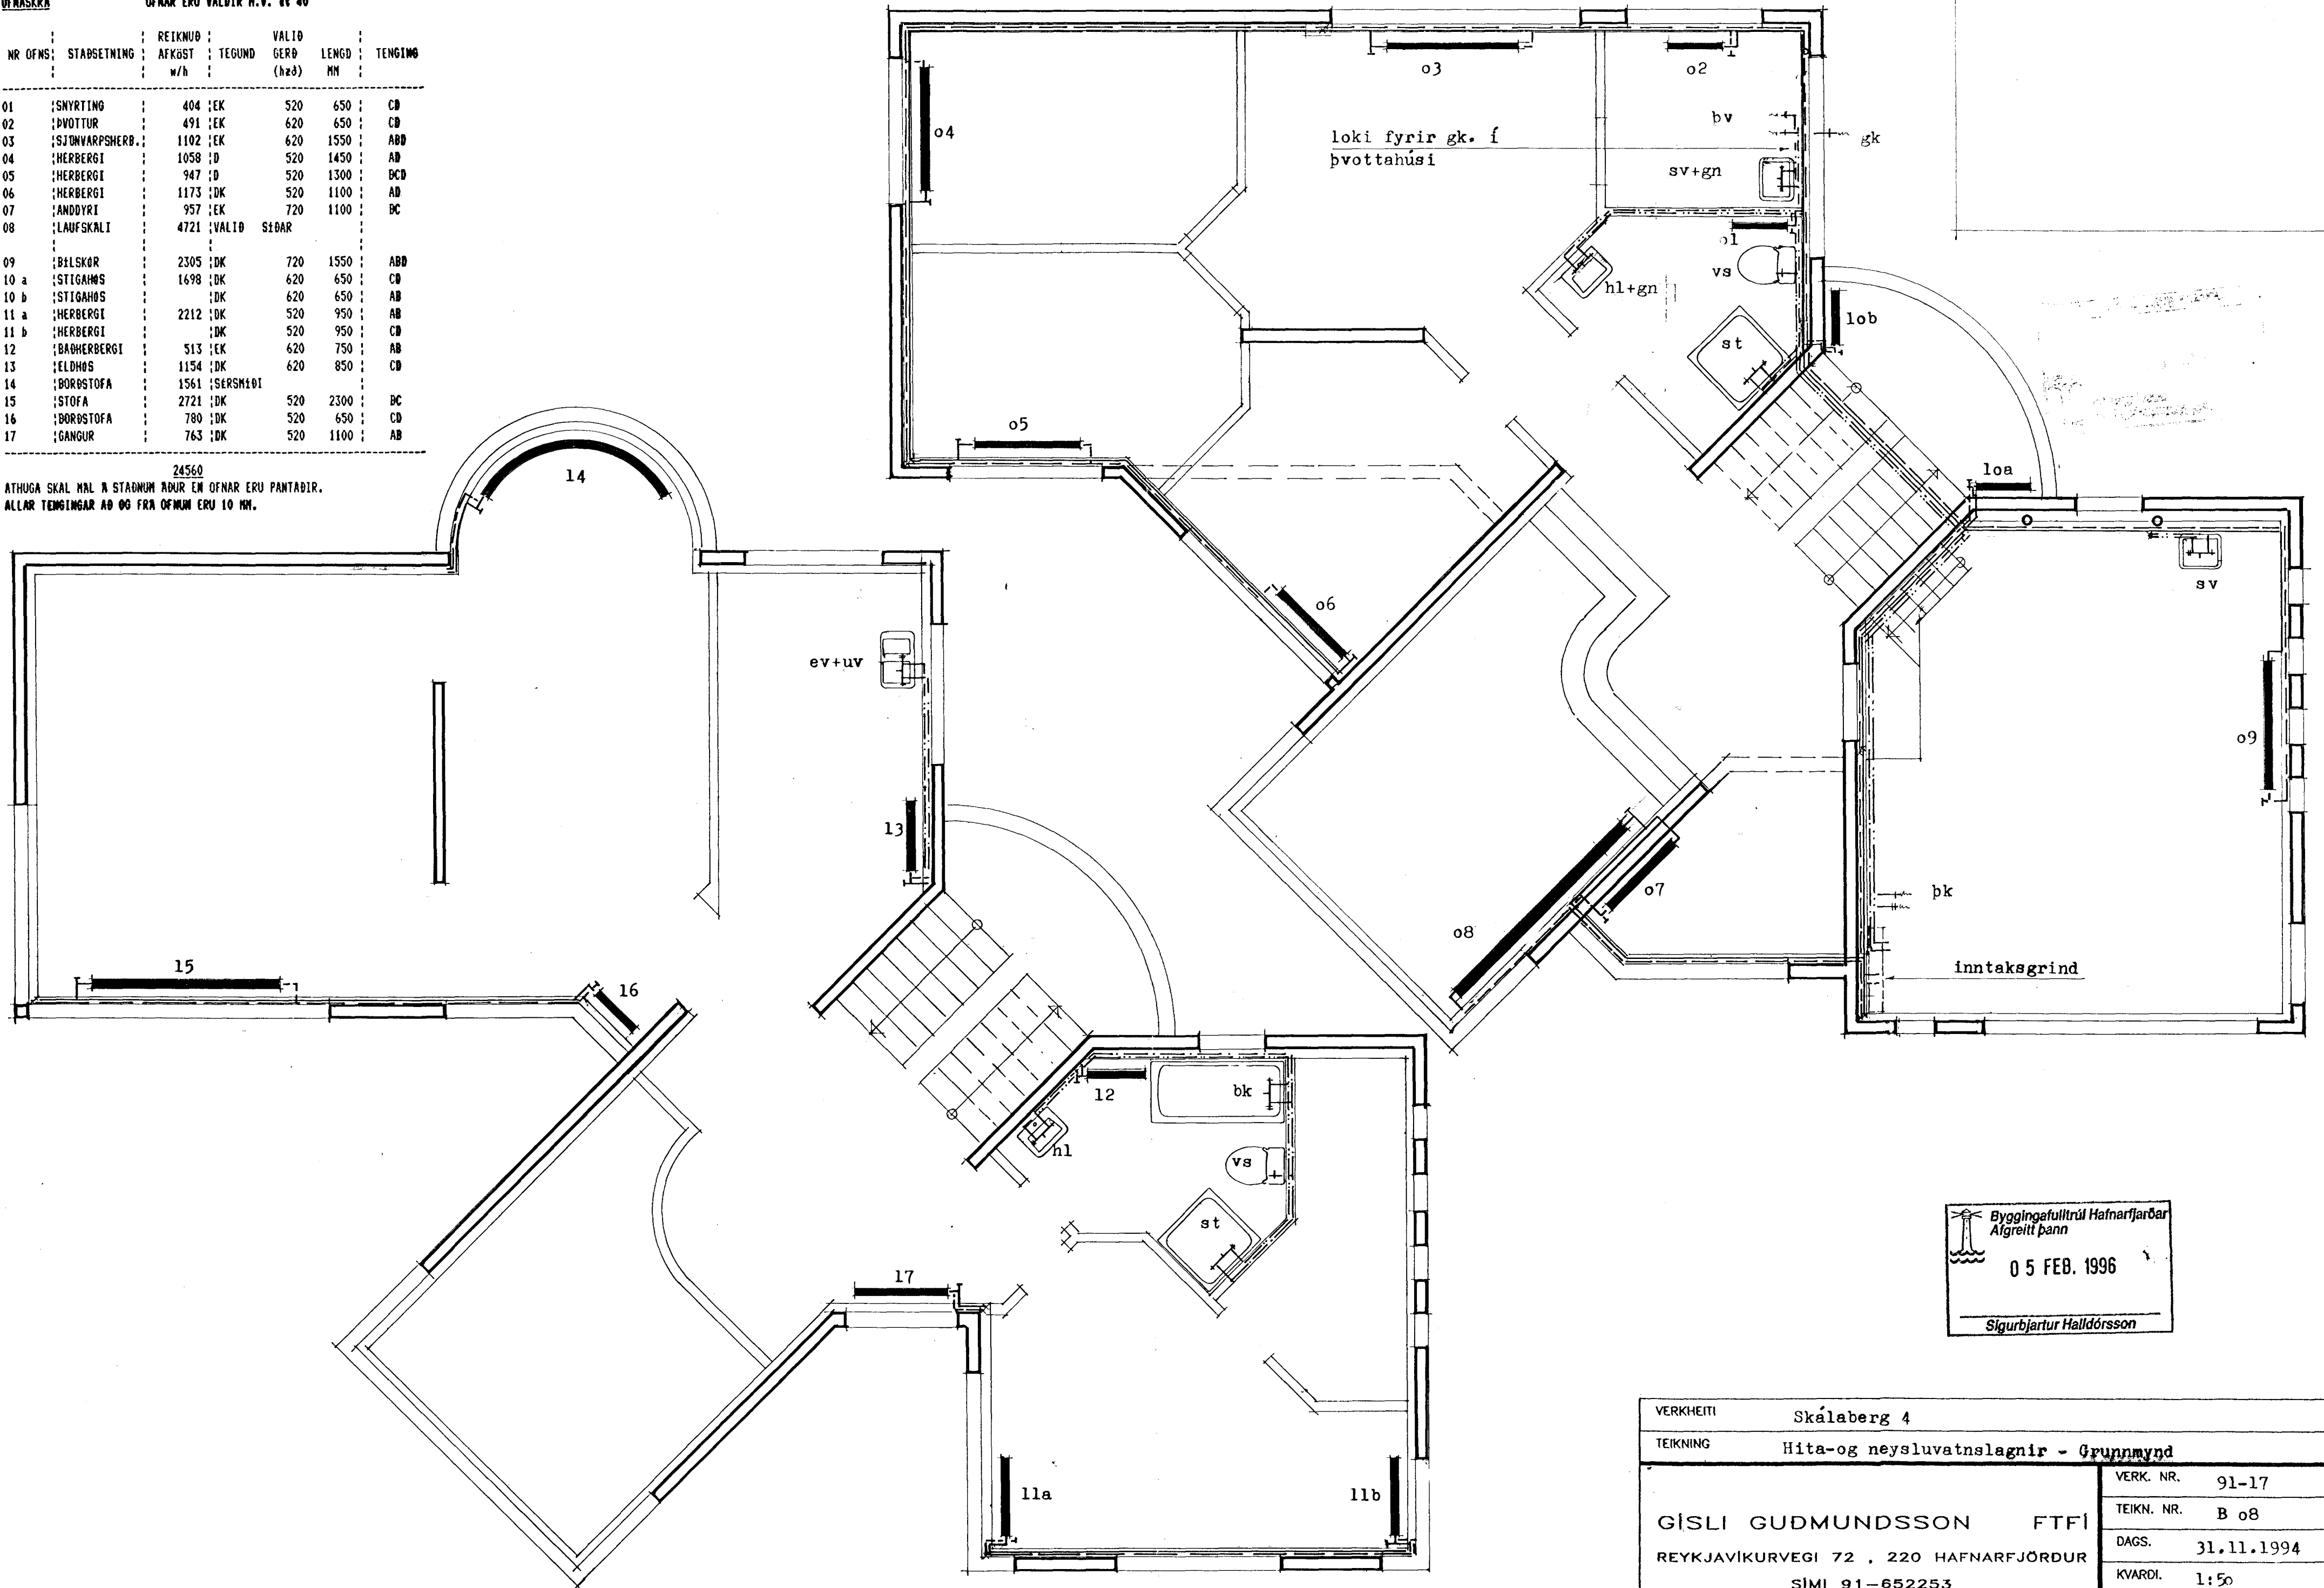 OFNASKRÁ OFNAR ERU VALDIR M.V. 
REIKNUÐ VALIÐ
NR OFNS STAÐSETNING AFKÖST TEGUND GERÐ LENGD TENGING
w/h (hæð) MM
01 SNYRTING 404 EK 520 650 CD
02 ÞVOTTUR 491 EK 620 650 CD
03 SJÓNVARPSHERB. 1102 EK 620 1550 ABD
04 HERBERGI 1058 D 520 1450 AD
05 HERBERGI 947 D 520 1300 BCD
06 HERBERGI 1173 DK 520 1100 AD
07 ANDDYRI 957 EK 720 1100 BC
08 LAUFSKÁLI 4721 VALIÐ SÍÐAR
09 BÍLSKÚR 2305 DK 720 1550 ABD
10 a STIGAHÚS 1698 DK 620 650 CD
10 b STIGAHÚS DK 620 650 AB
11 a HERBERGI 2212 DK 520 950 AB
11 b HERBERGI DK 520 950 CD
12 BAÐHERBERGI 513 EK 620 750 AB
13 ELDHÚS 1154 DK 620 850 CD
14 BORÐSTOFA 1561 SÉRSMÍÐI
15 STOFA 2721 DK 520 2300 BC
16 BORÐSTOFA 780 DK 520 650 CD
17 GANGUR 763 DK 520 1100 AB
24560
ATHUGA SKAL MÁL Á STAÐNUM ÁÐUR EN OFNAR ERU PANTAÐIR.
ALLAR TENGINGAR AÐ OG FRÁ OFNUM ERU 10 MM.
o3
o2
o4
loki fyrir gk. í
þvottahúsi
þv
gk
sv+gn
o1
vs
hl+gn
lob
st
o5
loa
14
sv
o6
ev+uv
o9
13
o7
þk
o8
15
inntaksgrind
16
12
bk
hl
vs
st
17
11a
11b
Byggingafulltrúi Hafnarfjarðar
Afgreitt þann
05 FEB. 1996
Sigurbjartur Halldórsson
VERKHEITI Skálaberg 4
TEIKNING Hita-og neysluvatnslagnir - Grunnmynd
VERK. NR. 91-17
GÍSLI GUÐMUNDSSON FTFÍ
TEIKN. NR. B o8
REYKJAVÍKURVEGI 72 , 220 HAFNARFJÖRÐUR
DAGS. 31.11.1994
SÍMI 91-652253
KVARÐI. 1:50